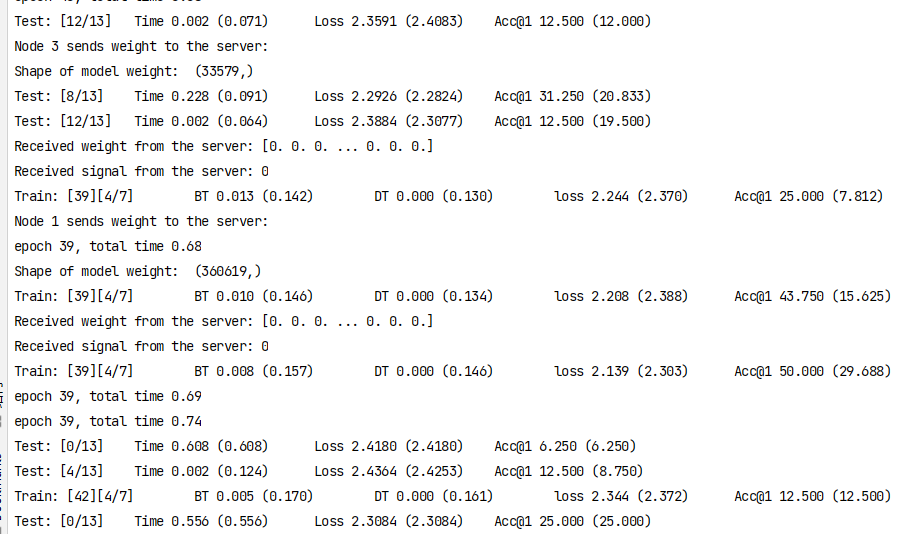 Test: [12/13] Time 0.002 (0.071) Loss 2.3591 (2.4083) Acc@1 12.500 (12.000)
Node 3 sends weight to the server:
Shape of model weight: (33579,)
Test: [8/13] Time 0.228 (0.091) Loss 2.2926 (2.2824) Acc@1 31.250 (20.833)
Test: [12/13] Time 0.002 (0.064) Loss 2.3884 (2.3077) Acc@1 12.500 (19.500)
Received weight from the server: [0. 0. 0. ... 0. 0. 0.]
Received signal from the server: 0
Train: [39][4/7] BT 0.013 (0.142) DT 0.000 (0.130) loss 2.244 (2.370) Acc@1 25.000 (7.812)
Node 1 sends weight to the server:
epoch 39, total time 0.68
Shape of model weight: (360619,)
Train: [39][4/7] BT 0.010 (0.146) DT 0.000 (0.134) loss 2.208 (2.388) Acc@1 43.750 (15.625)
Received weight from the server: [0. 0. 0. ... 0. 0. 0.]
Received signal from the server: 0
Train: [39][4/7] BT 0.008 (0.157) DT 0.000 (0.146) loss 2.139 (2.303) Acc@1 50.000 (29.688)
epoch 39, total time 0.69
epoch 39, total time 0.74
Test: [0/13] Time 0.608 (0.608) Loss 2.4180 (2.4180) Acc@1 6.250 (6.250)
Test: [4/13] Time 0.002 (0.124) Loss 2.4364 (2.4253) Acc@1 12.500 (8.750)
Train: [42][4/7] BT 0.005 (0.170) DT 0.000 (0.161) loss 2.344 (2.372) Acc@1 12.500 (12.500)
Test: [0/13] Time 0.556 (0.556) Loss 2.3084 (2.3084) Acc@1 25.000 (25.000)